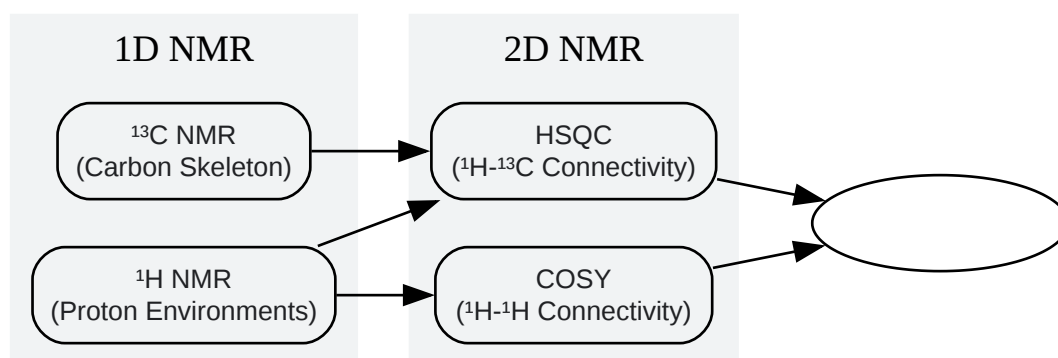 1D NMR
2D NMR
¹³C NMR
(Carbon Skeleton)
HSQC
(¹H-¹³C Connectivity)
¹H NMR
(Proton Environments)
COSY
(¹H-¹H Connectivity)